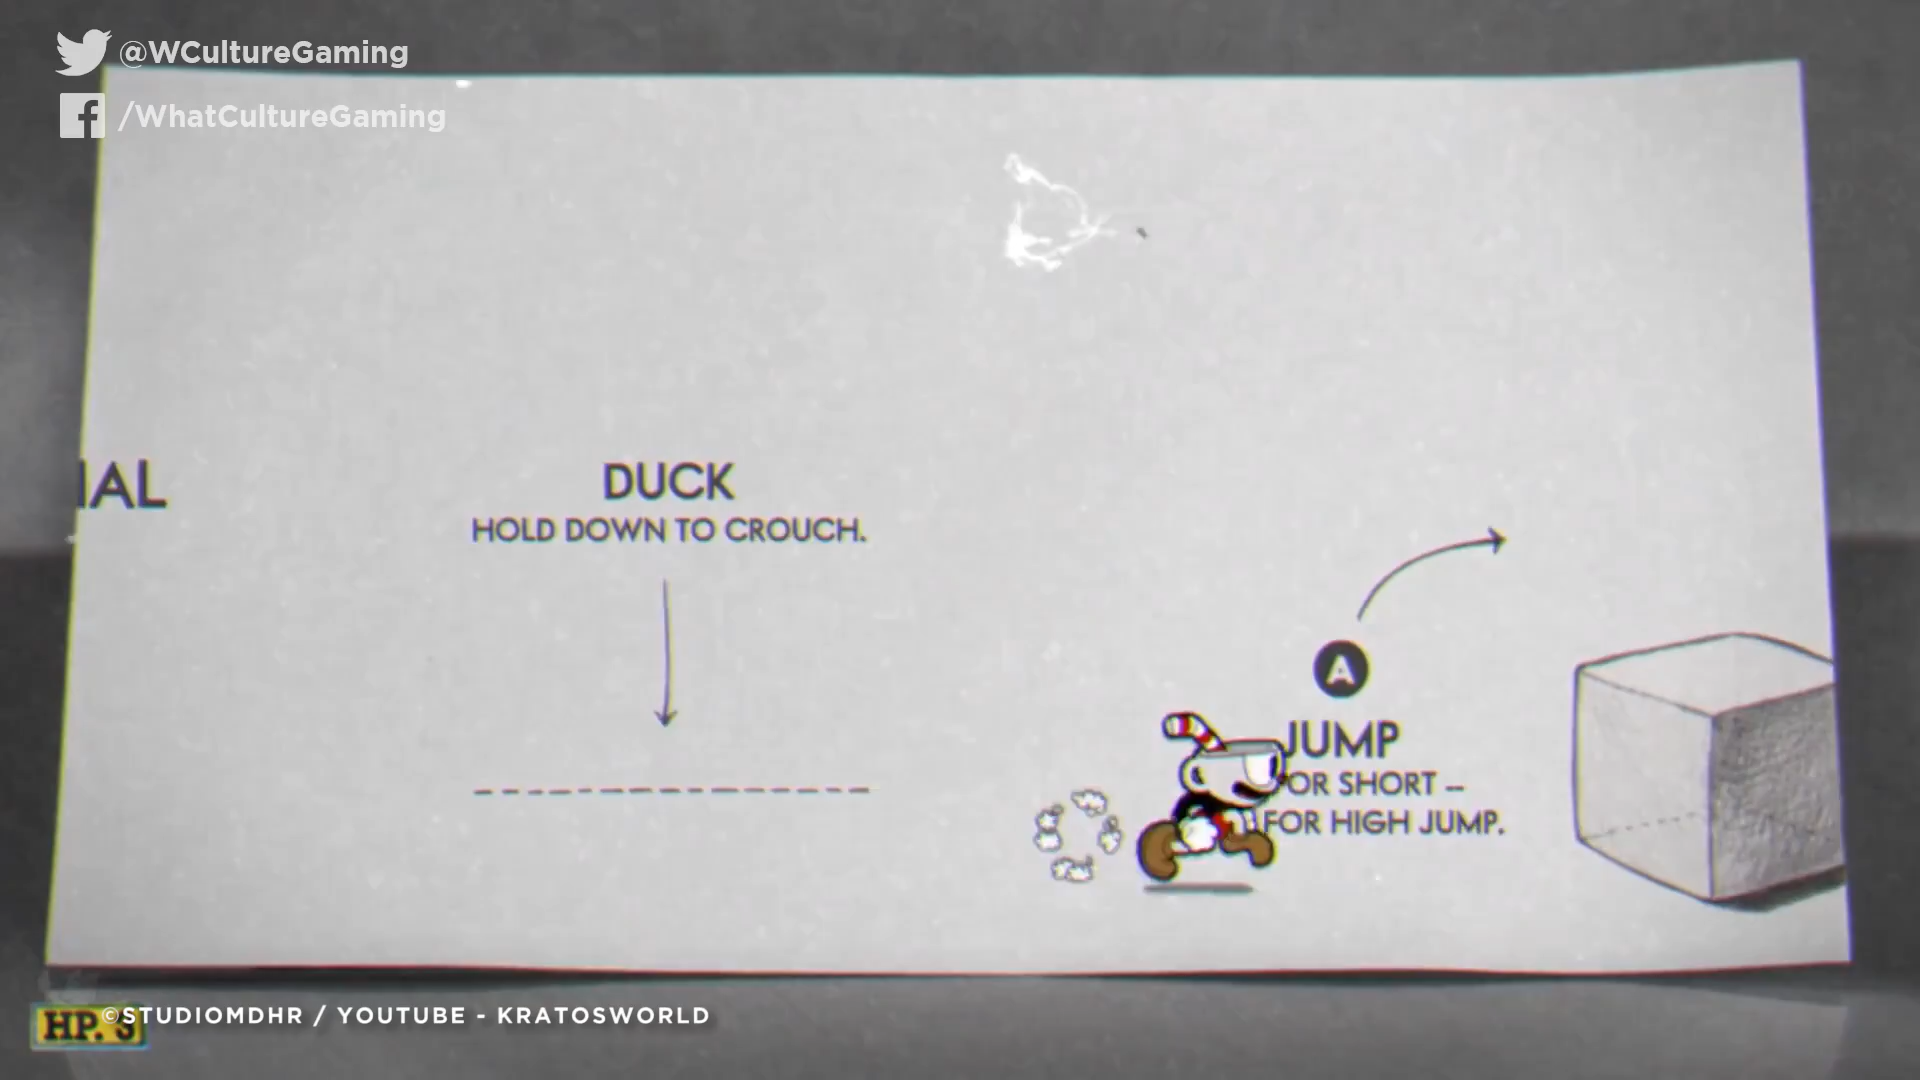 @WCultureGaming
/WhatCultureGaming
IAL
DUCK
HOLD DOWN TO CROUCH.
A
JUMP
OR SHORT –
FOR HIGH JUMP.
HP. 3
©STUDIOMDHR / YOUTUBE - KRATOSWORLD